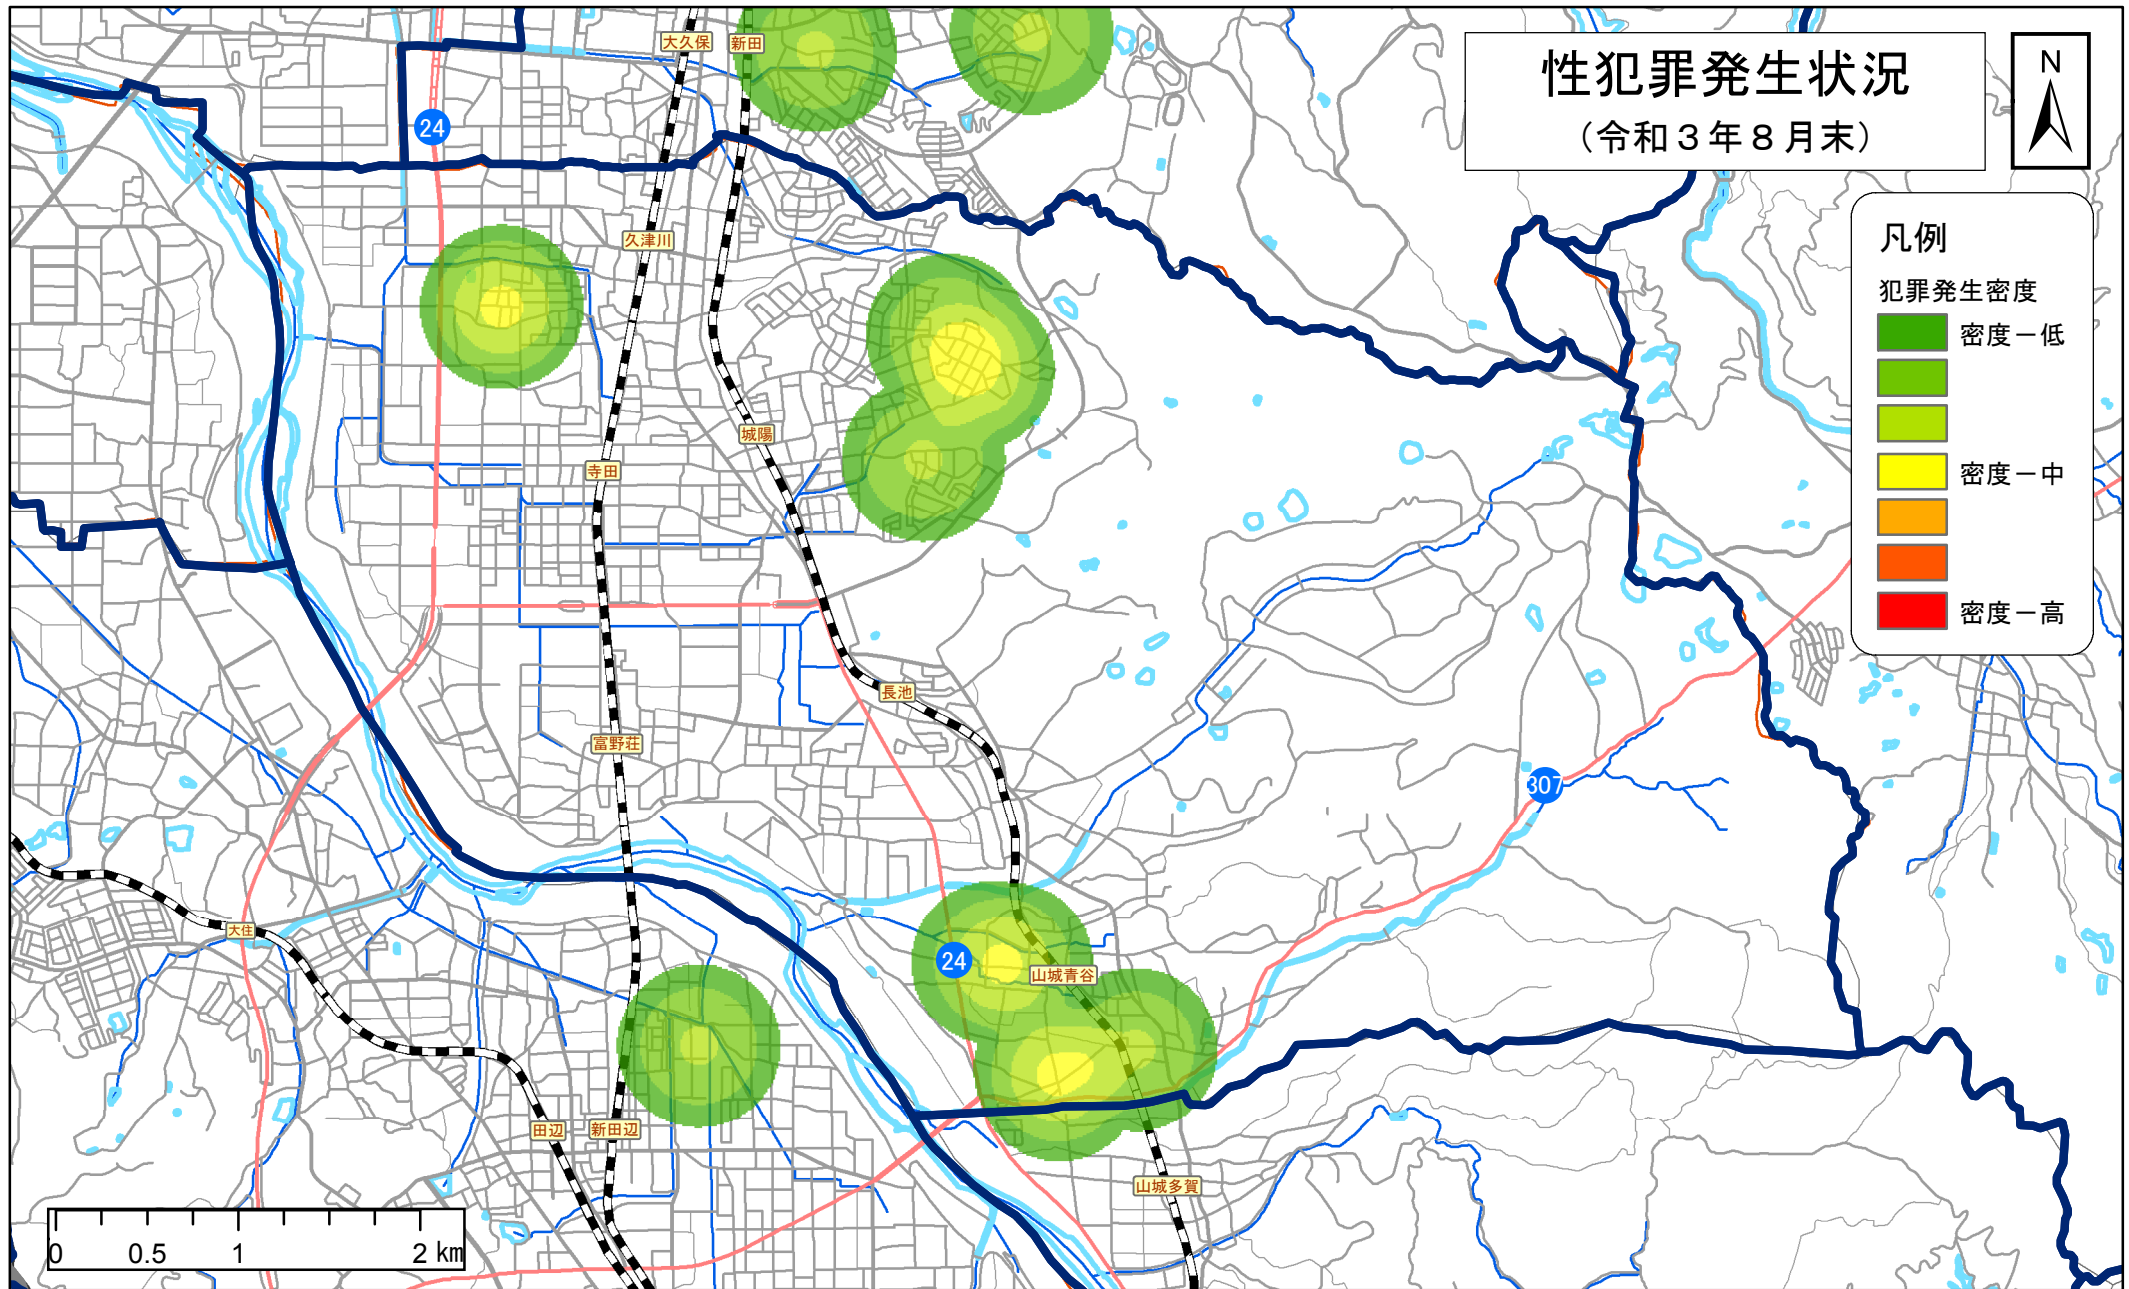 性犯罪発生状況
（令和３年８月末）
N
凡例
犯罪発生密度
密度－低
密度－中
密度－高
大久保
新田
24
久津川
城陽
寺田
長池
富野荘
307
大住
24
山城青谷
田辺
新田辺
山城多賀
0 0.5 1 2 km